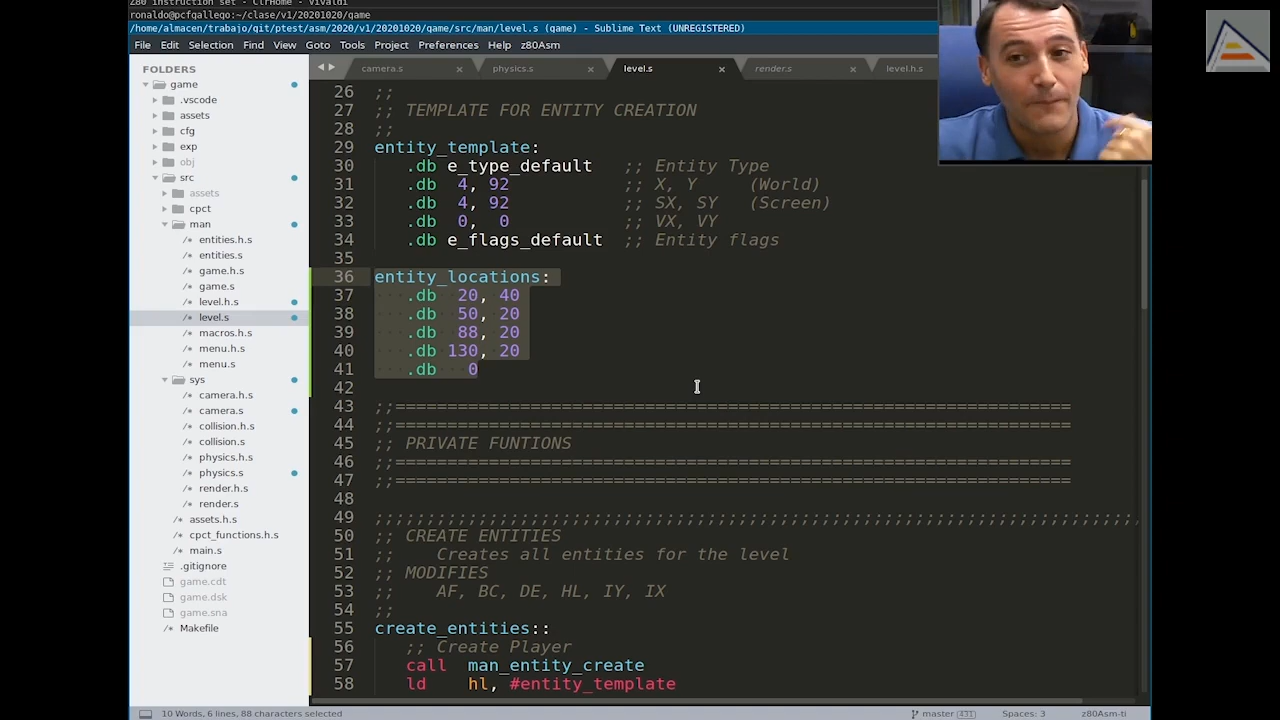 Z80 instruction set - ClrHome - Vivaldi
ronaldo@pcfgallego:~/clase/v1/20201020/game
/home/almacen/trabajo/git/ptest/asm/2020/v1/20201020/game/src/man/level.s (game) - Sublime Text (UNREGISTERED)
File Edit Selection Find View Goto Tools Project Preferences Help z80Asm
FOLDERS
game
.vscode
assets
cfg
exp
obj
src
assets
cpct
man
entities.h.s
entities.s
game.h.s
game.s
level.h.s
level.s
macros.h.s
menu.h.s
menu.s
sys
camera.h.s
camera.s
collision.h.s
collision.s
physics.h.s
physics.s
render.h.s
render.s
assets.h.s
cpct_functions.h.s
main.s
.gitignore
game.cdt
game.dsk
game.sna
Makefile
camera.s × physics.s × level.s × render.s × level.h.s
26 ;;
27 ;; TEMPLATE FOR ENTITY CREATION
28 ;;
29 entity_template:
30 .db e_type_default ;; Entity Type
31 .db 4, 92 ;; X, Y (World)
32 .db 4, 92 ;; SX, SY (Screen)
33 .db 0, 0 ;; VX, VY
34 .db e_flags_default ;; Entity flags
35
36 entity_locations:
37 .db 20, 40
38 .db 50, 20
39 .db 88, 20
40 .db 130, 20
41 .db 0
42
43 ;;=================================================================
44 ;;=================================================================
45 ;; PRIVATE FUNTIONS
46 ;;=================================================================
47 ;;=================================================================
48
49 ;;;;;;;;;;;;;;;;;;;;;;;;;;;;;;;;;;;;;;;;;;;;;;;;;;;;;;;;;;;;;;;;;;;;;;;;;
50 ;; CREATE ENTITIES
51 ;; Creates all entities for the level
52 ;; MODIFIES
53 ;; AF, BC, DE, HL, IY, IX
54 ;;
55 create_entities::
56 ;; Create Player
57 call man_entity_create
58 ld hl, #entity_template
10 Words, 6 lines, 88 characters selected master 431 Spaces: 3 z80Asm-ti